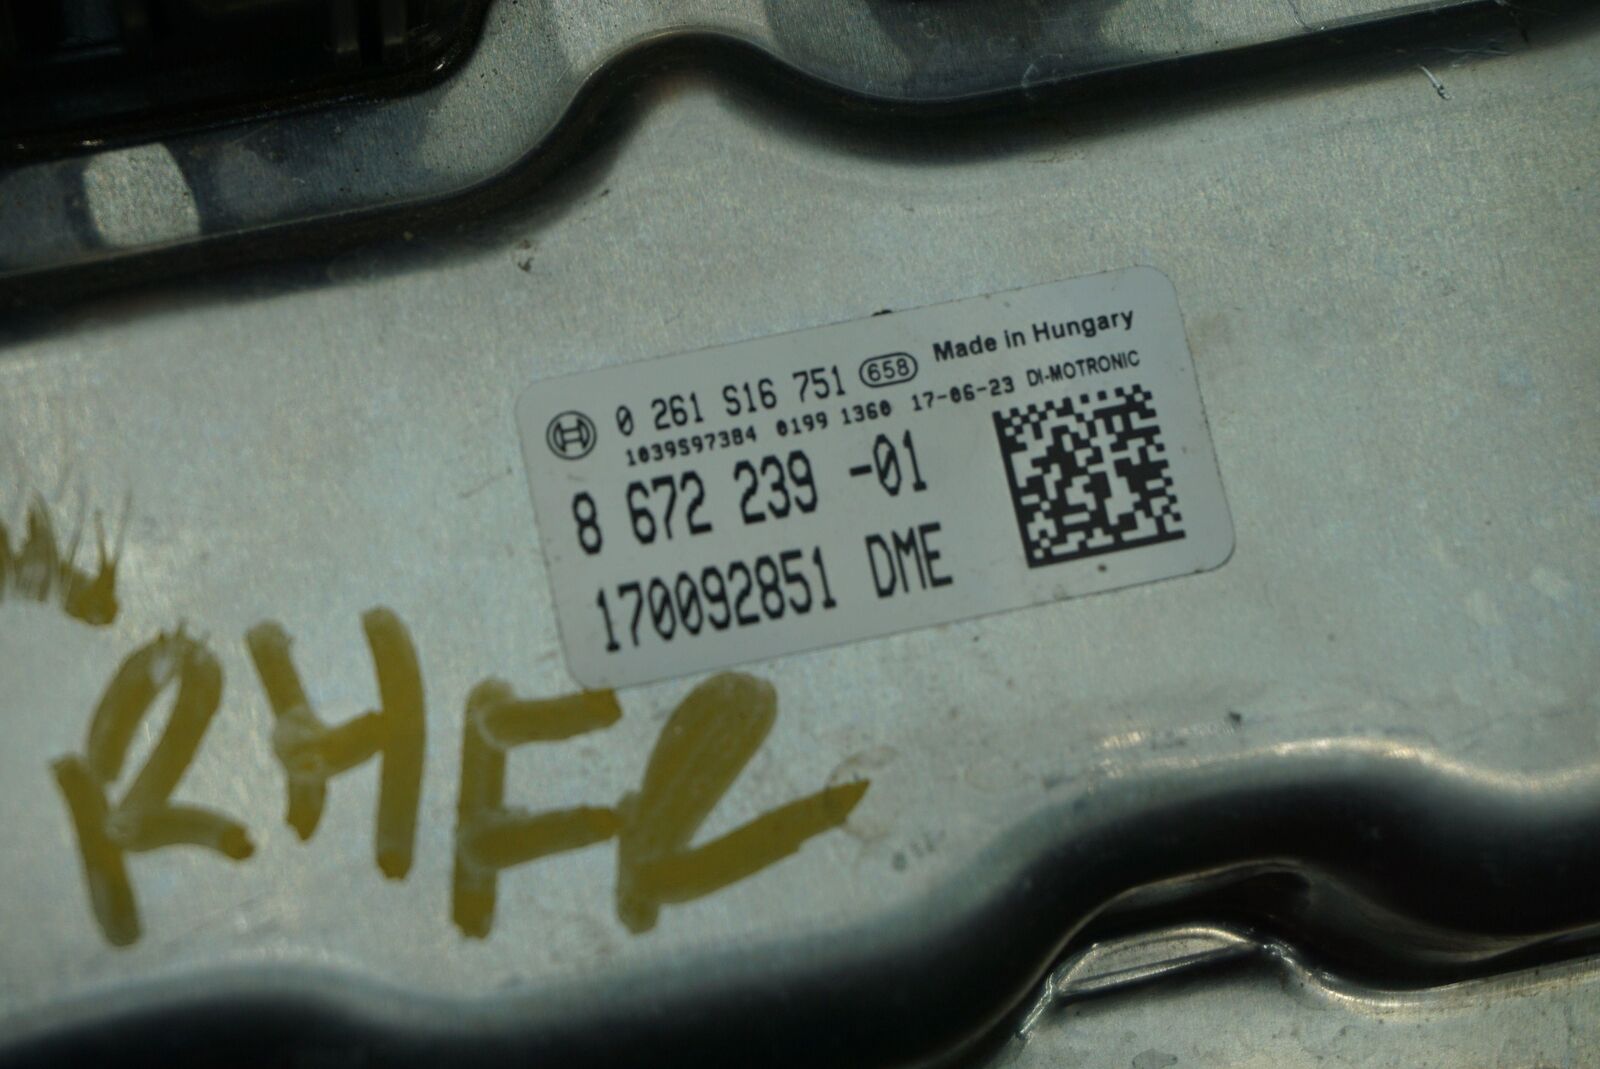 0 261 S16 751 658 Made in Hungary
1039S97384 0199 1360 17-06-23 DI-MOTRONIC
8 672 239 -01
170092851 DME
RHFR